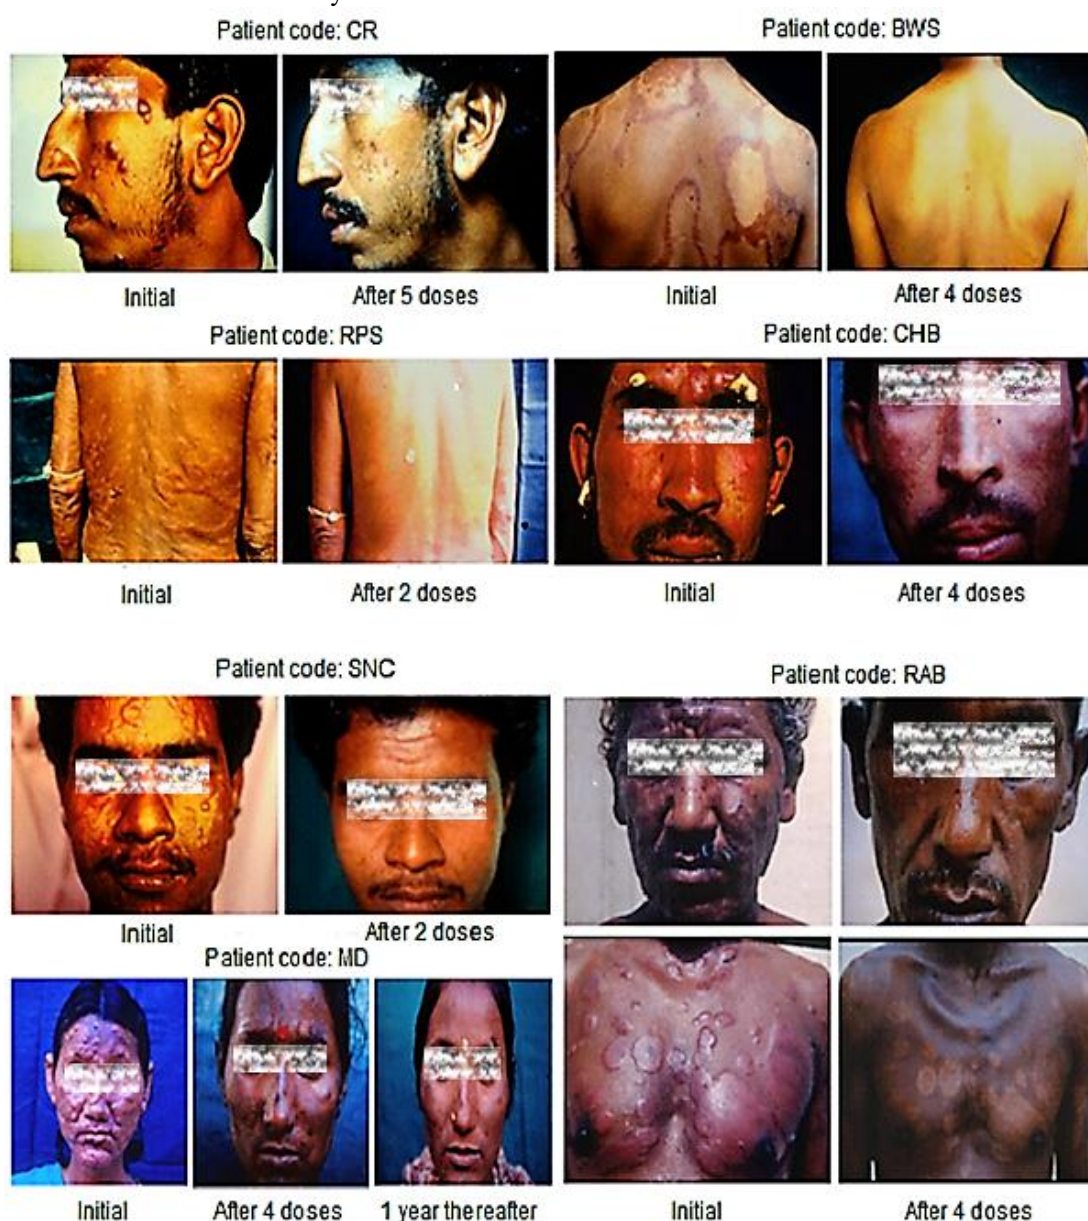 Patient code: CR
Patient code: BWS
Initial
After 5 doses
Initial
After 4 doses
Patient code: RPS
Patient code: CHB
Initial
After 2 doses
Initial
After 4 doses
Patient code: SNC
Patient code: RAB
Initial
After 2 doses
Patient code: MD
Initial
After 4 doses
1 year thereafter
Initial
After 4 doses